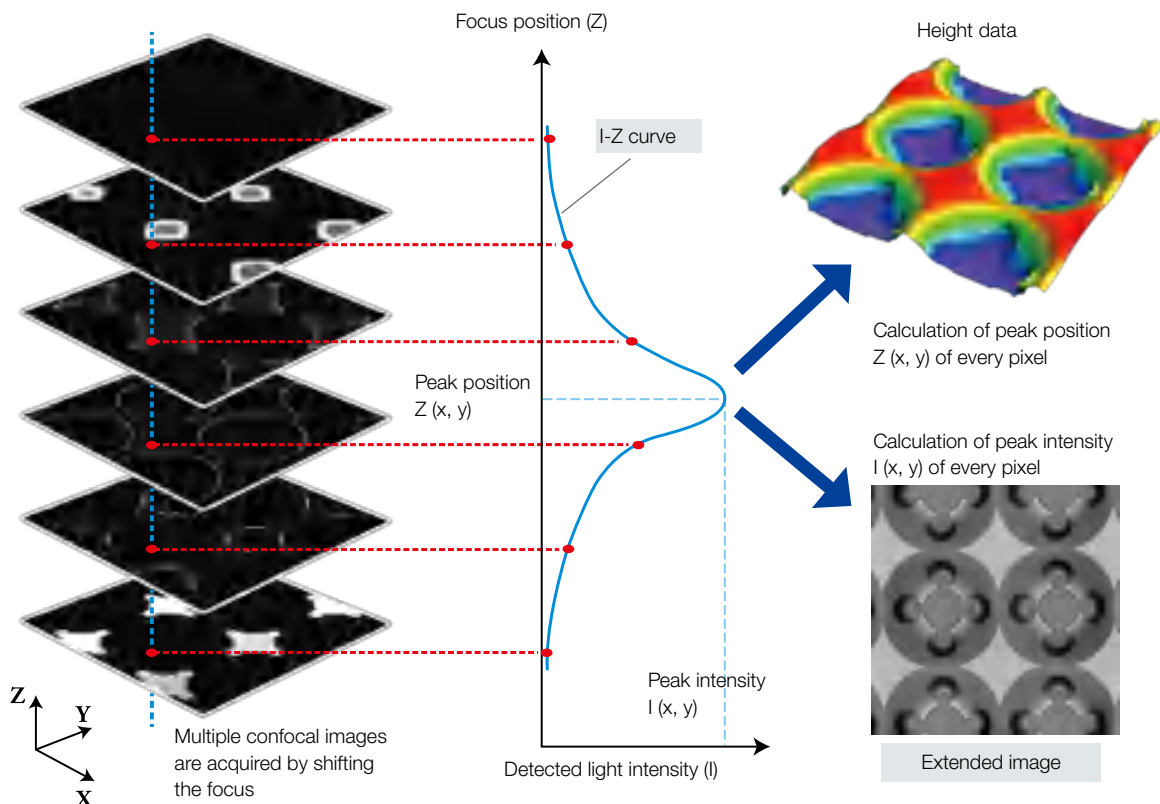 Focus position (Z)
Height data
I-Z curve
Calculation of peak position
Z (x, y) of every pixel
Peak position
Z (x, y)
Calculation of peak intensity
I (x, y) of every pixel
Peak intensity
I (x, y)
Z
Y
X
Multiple confocal images
are acquired by shifting
the focus
Detected light intensity (I)
Extended image